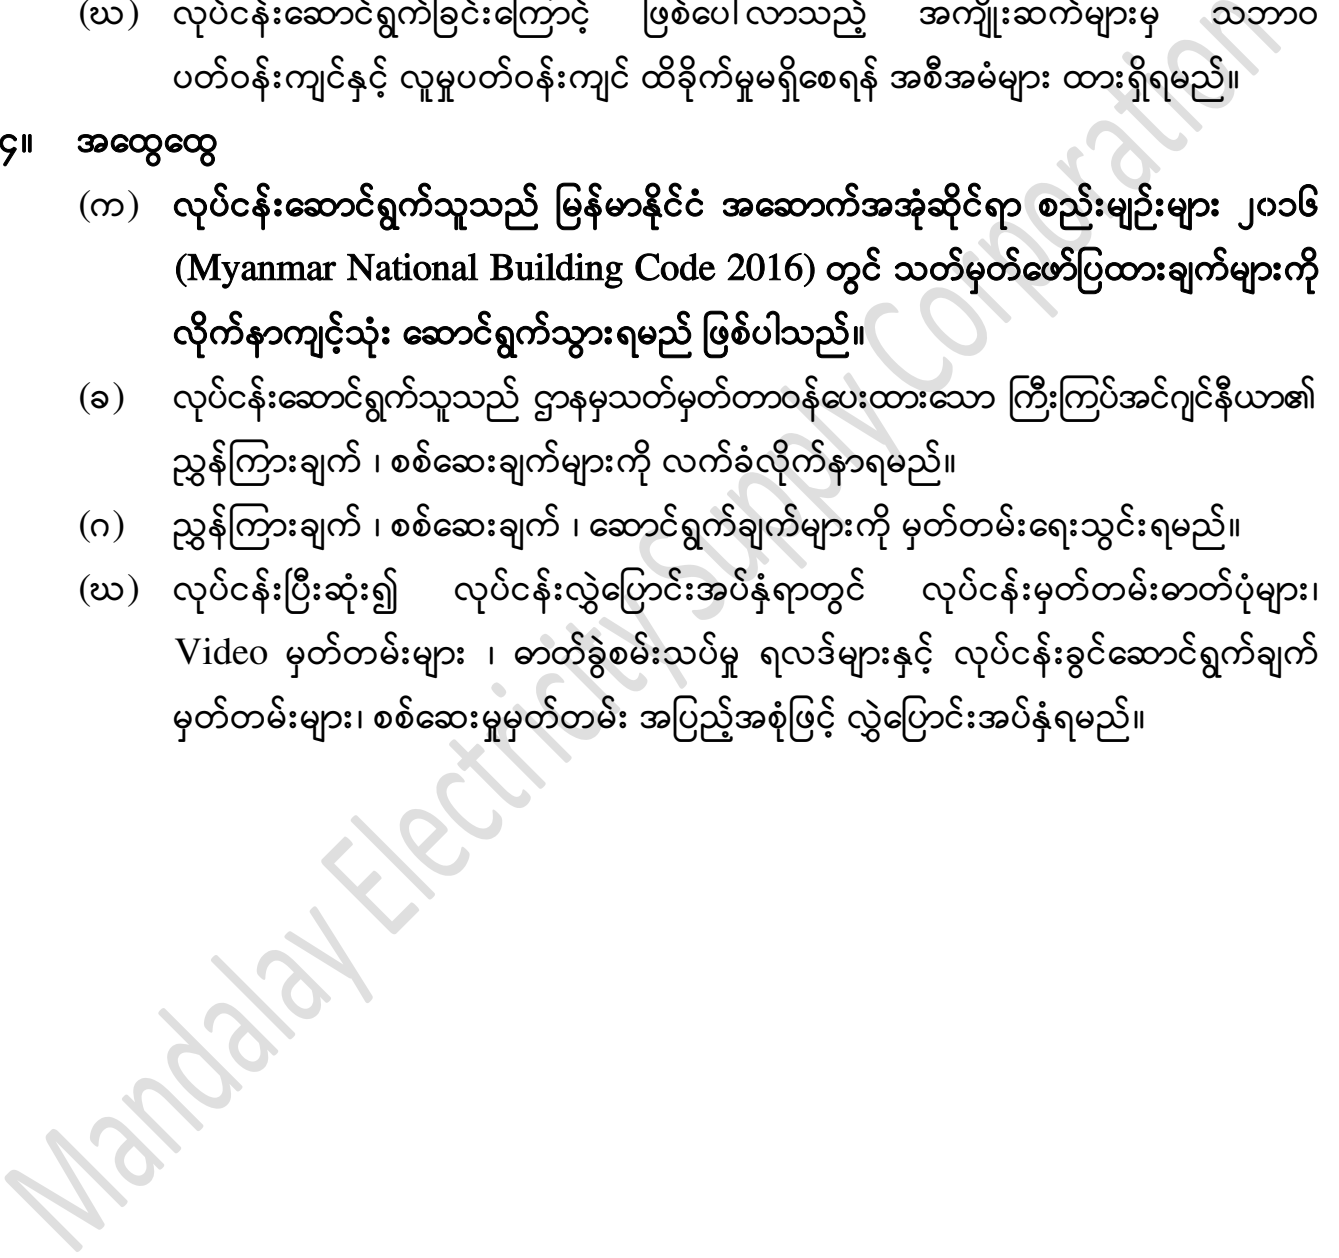 (ဃ) လုပ်ငန်းဆောင်ရွက်ခြင်းကြောင့် ဖြစ်ပေါ်လာသည့် အကျိုးဆက်များမှ သဘာဝ
ပတ်ဝန်းကျင်နှင့် လူမှုပတ်ဝန်းကျင် ထိခိုက်မှုမရှိစေရန် အစီအမံများ ထားရှိရမည်။
၄။ အထွေထွေ
(က) လုပ်ငန်းဆောင်ရွက်သူသည် မြန်မာနိုင်ငံ အဆောက်အအုံဆိုင်ရာ စည်းမျဉ်းများ ၂၀၁၆
(Myanmar National Building Code 2016) တွင် သတ်မှတ်ဖော်ပြထားချက်များကို
လိုက်နာကျင့်သုံး ဆောင်ရွက်သွားရမည် ဖြစ်ပါသည်။
(ခ) လုပ်ငန်းဆောင်ရွက်သူသည် ဌာနမှသတ်မှတ်တာဝန်ပေးထားသော ကြီးကြပ်အင်ဂျင်နီယာ၏
ညွှန်ကြားချက် ၊ စစ်ဆေးချက်များကို လက်ခံလိုက်နာရမည်။
(ဂ) ညွှန်ကြားချက် ၊ စစ်ဆေးချက် ၊ ဆောင်ရွက်ချက်များကို မှတ်တမ်းရေးသွင်းရမည်။
(ဃ) လုပ်ငန်းပြီးဆုံး၍ လုပ်ငန်းလွှဲပြောင်းအပ်နှံရာတွင် လုပ်ငန်းမှတ်တမ်းဓာတ်ပုံများ၊
Video မှတ်တမ်းများ ၊ ဓာတ်ခွဲစမ်းသပ်မှု ရလဒ်များနှင့် လုပ်ငန်းခွင်ဆောင်ရွက်ချက်
မှတ်တမ်းများ၊ စစ်ဆေးမှုမှတ်တမ်း အပြည့်အစုံဖြင့် လွှဲပြောင်းအပ်နှံရမည်။
Mandalay Electricity Supply Corporation